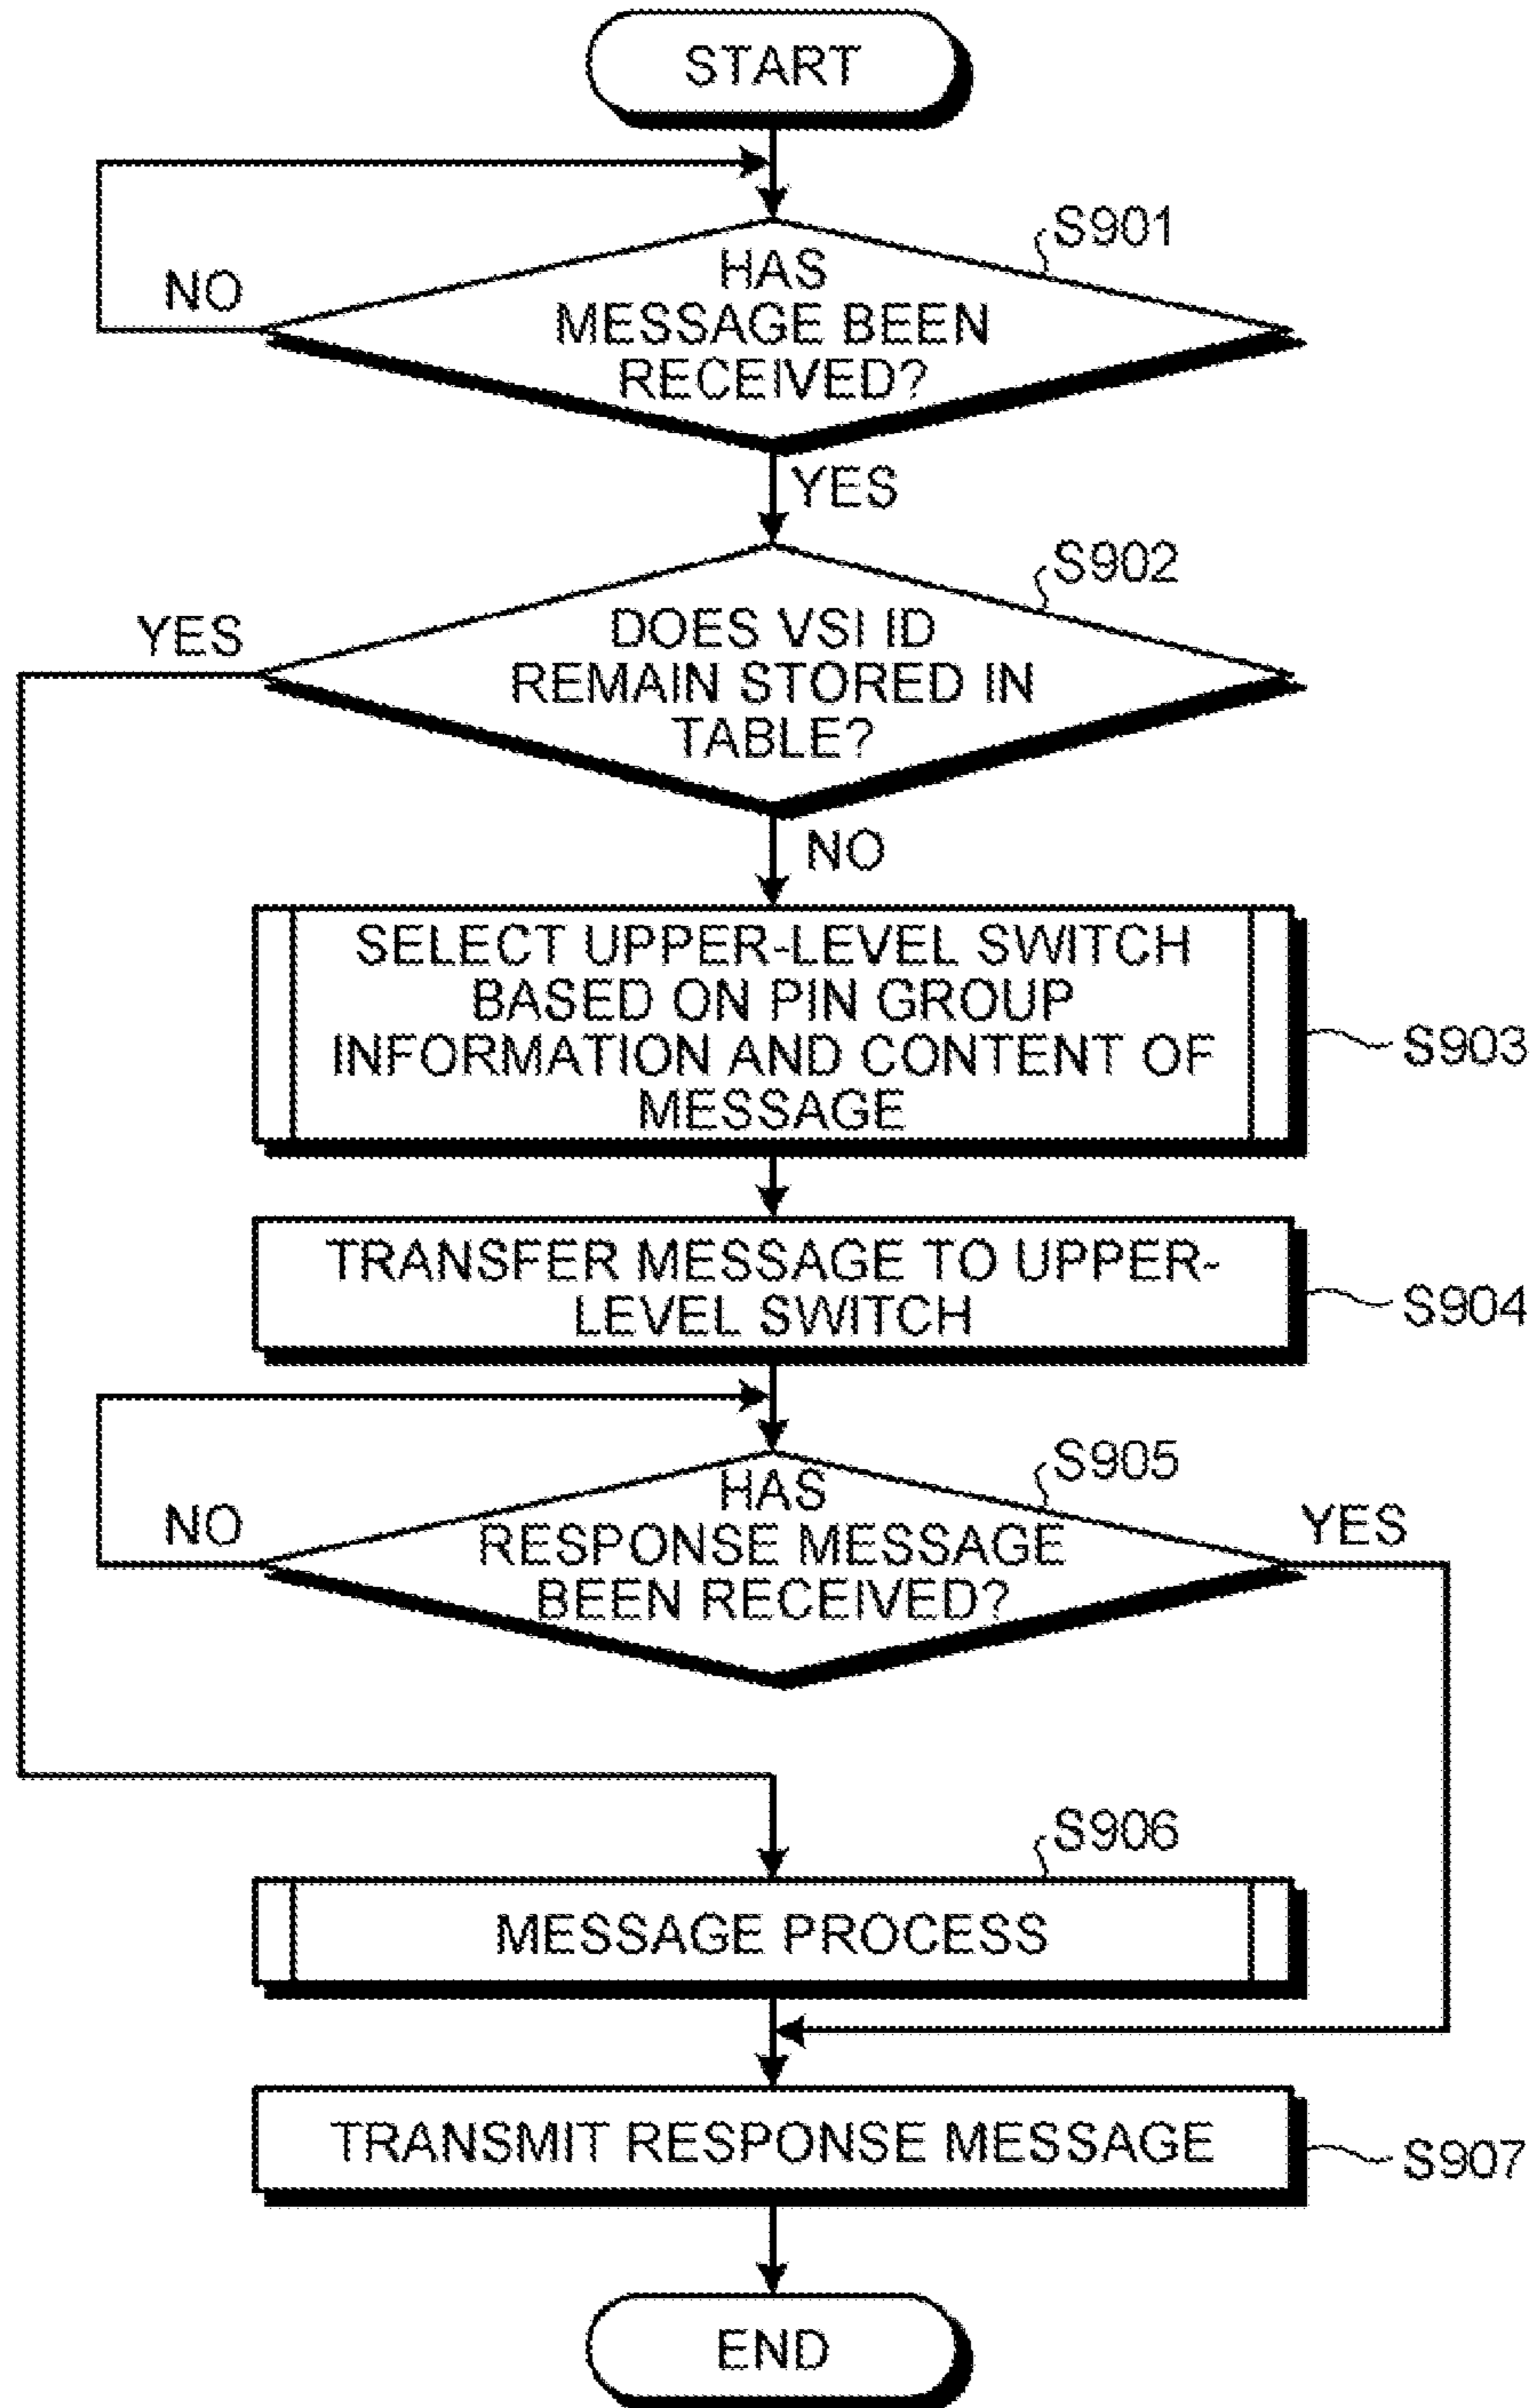 START
S901
HAS
MESSAGE BEEN
RECEIVED?
NO
YES
S902
DOES VSI ID
REMAIN STORED IN
TABLE?
YES
NO
SELECT UPPER-LEVEL SWITCH
BASED ON PIN GROUP
INFORMATION AND CONTENT OF
MESSAGE
S903
TRANSFER MESSAGE TO UPPER-
LEVEL SWITCH
S904
S905
HAS
RESPONSE MESSAGE
BEEN RECEIVED?
NO
YES
S906
MESSAGE PROCESS
TRANSMIT RESPONSE MESSAGE
S907
END